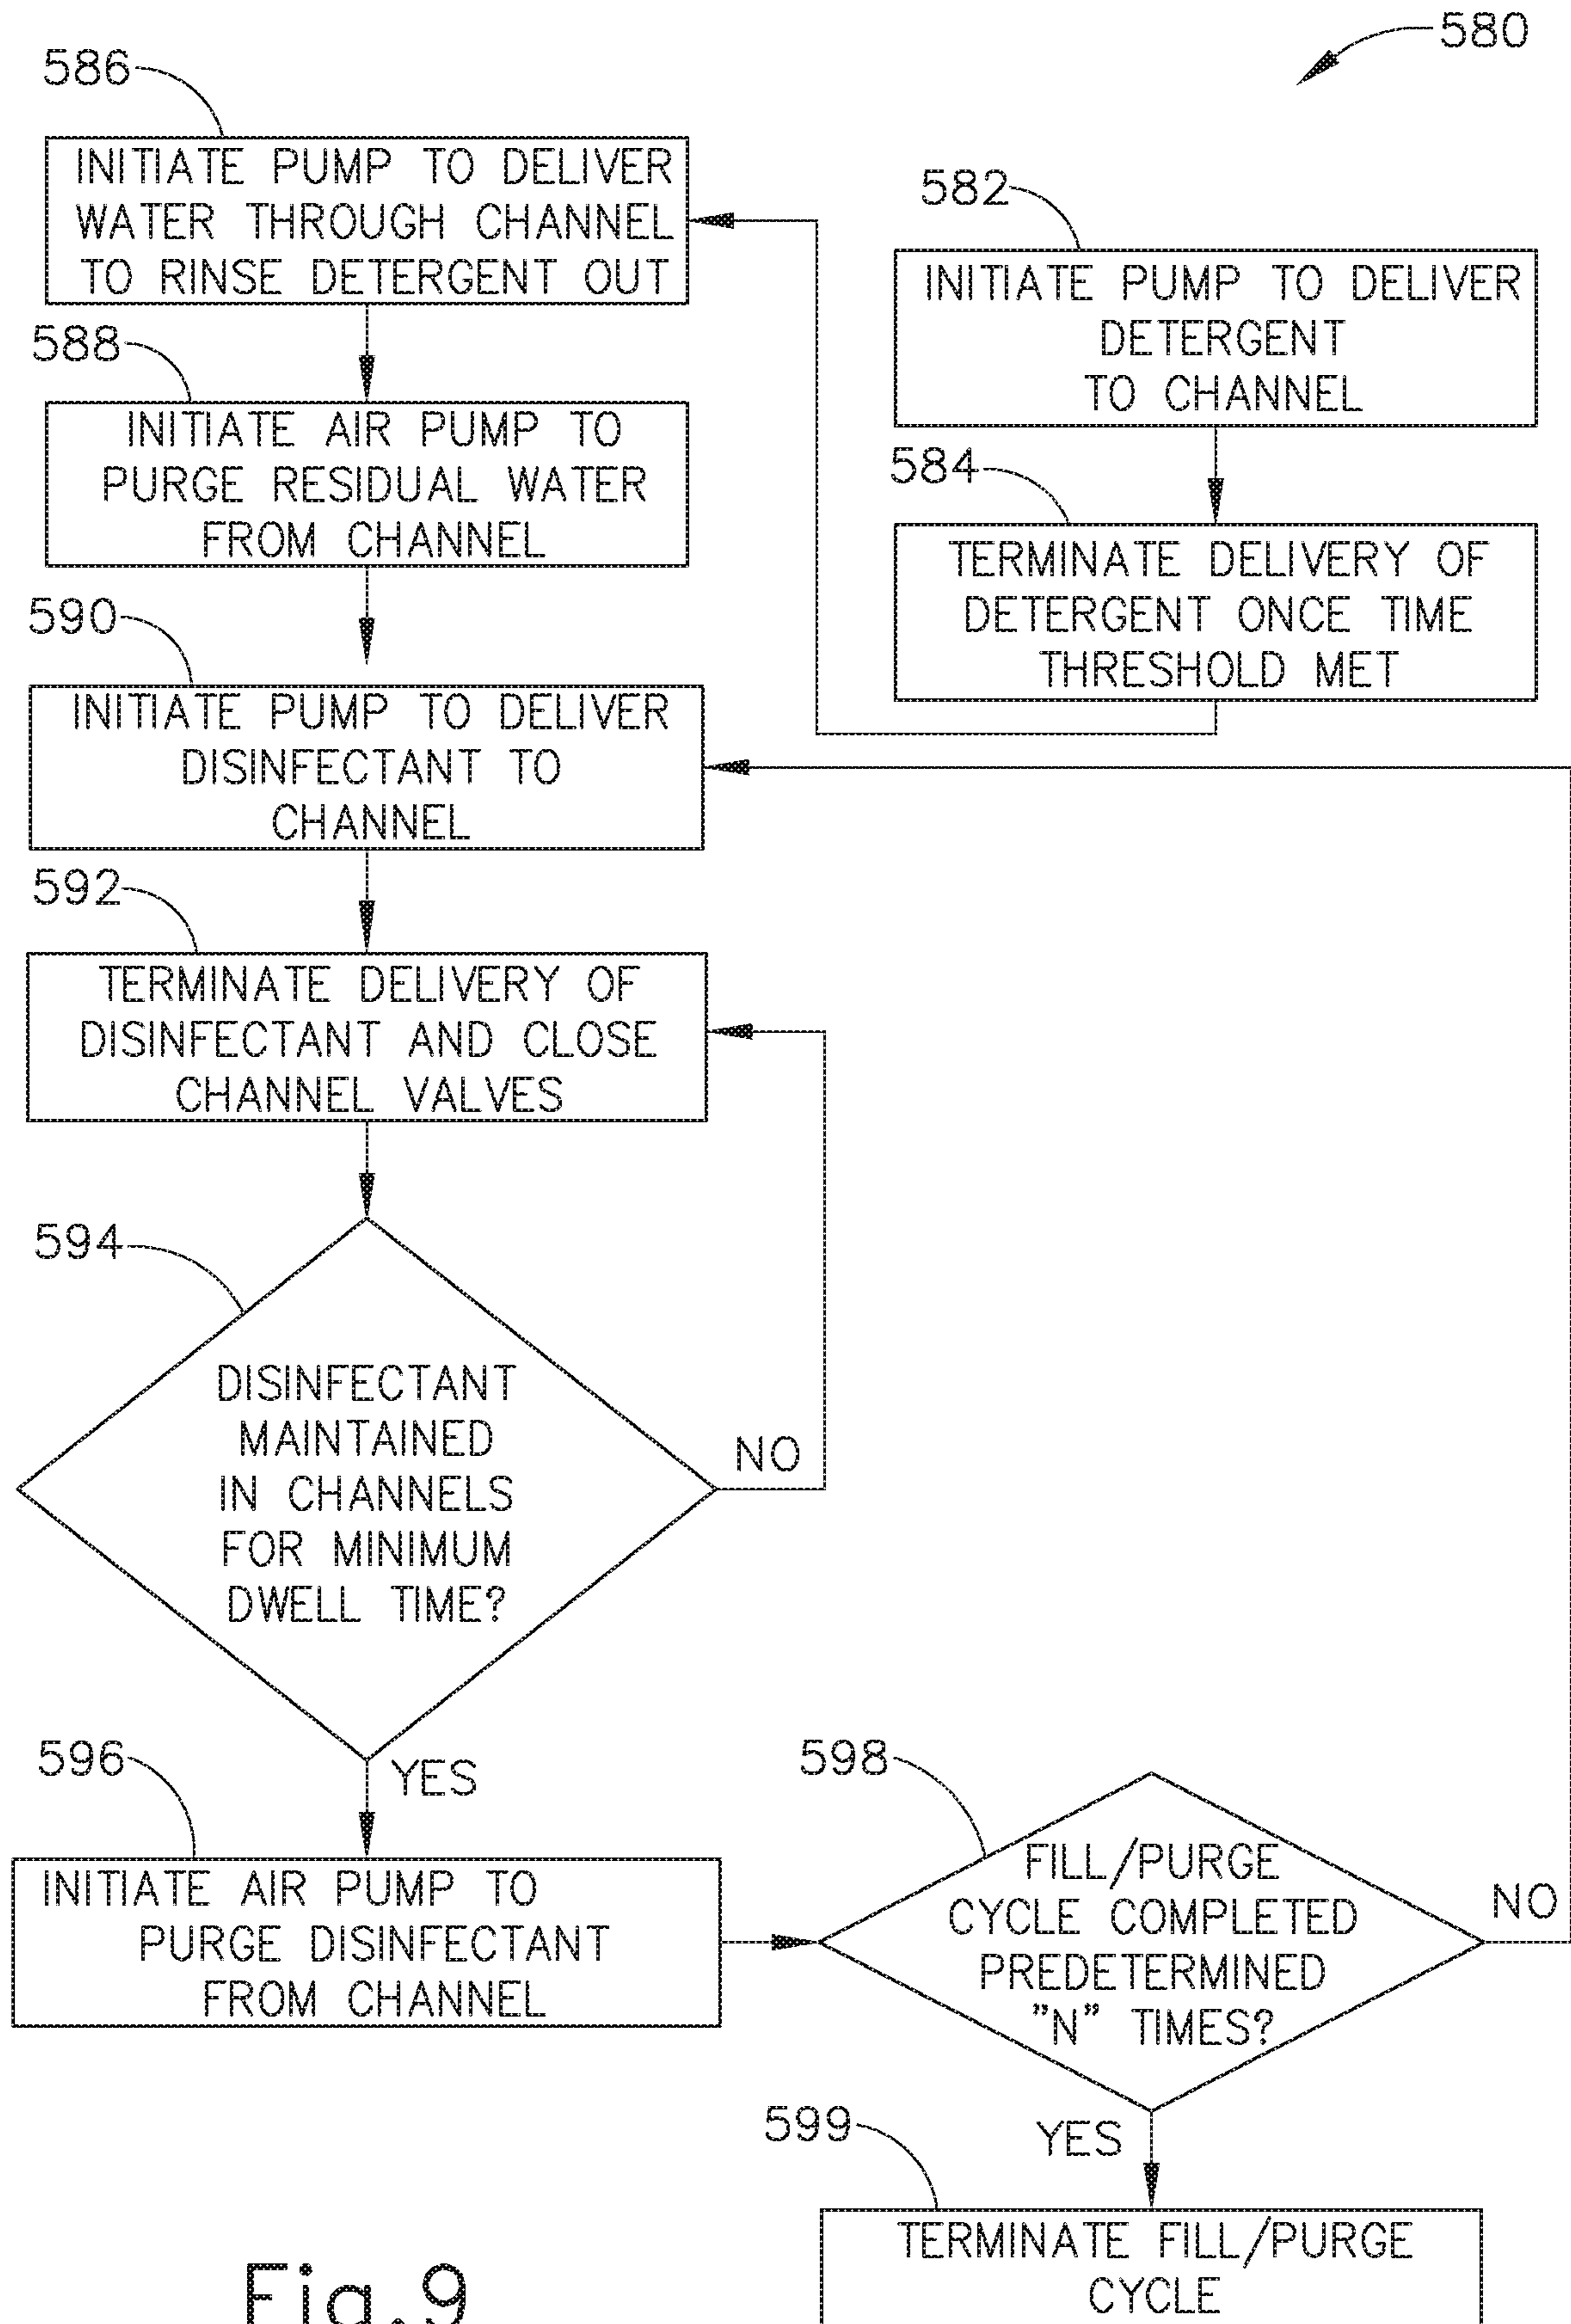 580
586
INITIATE PUMP TO DELIVER
WATER THROUGH CHANNEL
TO RINSE DETERGENT OUT
582
INITIATE PUMP TO DELIVER
DETERGENT
TO CHANNEL
588
INITIATE AIR PUMP TO
PURGE RESIDUAL WATER
FROM CHANNEL
584
TERMINATE DELIVERY OF
DETERGENT ONCE TIME
THRESHOLD MET
590
INITIATE PUMP TO DELIVER
DISINFECTANT TO
CHANNEL
592
TERMINATE DELIVERY OF
DISINFECTANT AND CLOSE
CHANNEL VALVES
594
DISINFECTANT
MAINTAINED
IN CHANNELS
FOR MINIMUM
DWELL TIME?
NO
YES
596
INITIATE AIR PUMP TO
PURGE DISINFECTANT
FROM CHANNEL
598
FILL/PURGE
CYCLE COMPLETED
PREDETERMINED
"N" TIMES?
NO
YES
599
TERMINATE FILL/PURGE
CYCLE
Fig.9